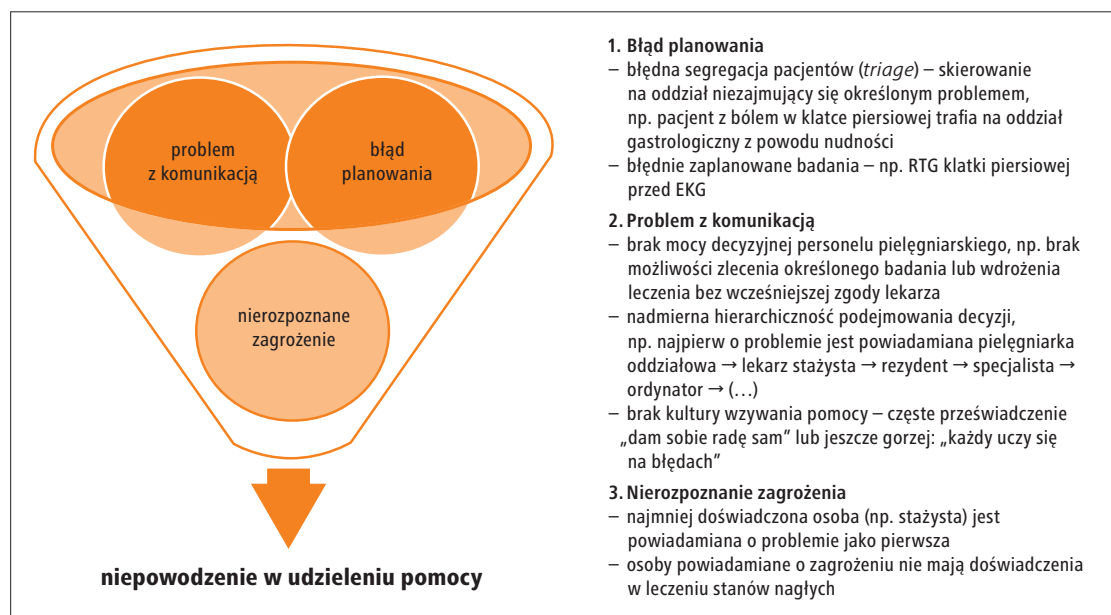 problem
z komunikacją
błąd
planowania
nierozpoznane
zagrożenie
niepowodzenie w udzieleniu pomocy
1. Błąd planowania
– błędna segregacja pacjentów (triage) – skierowanie
na oddział niezajmujący się określonym problemem,
np. pacjent z bólem w klatce piersiowej trafia na oddział
gastrologiczny z powodu nudności
– błędnie zaplanowane badania – np. RTG klatki piersiowej
przed EKG
2. Problem z komunikacją
– brak mocy decyzyjnej personelu pielęgniarskiego, np. brak
możliwości zlecenia określonego badania lub wdrożenia
leczenia bez wcześniejszej zgody lekarza
– nadmierna hierarchiczność podejmowania decyzji,
np. najpierw o problemie jest powiadamiana pielęgniarka
oddziałowa → lekarz stażysta → rezydent → specjalista →
ordynator → (…)
– brak kultury wzywania pomocy – częste przeświadczenie
„dam sobie radę sam” lub jeszcze gorzej: „każdy uczy się
na błędach”
3. Nierozpoznanie zagrożenia
– najmniej doświadczona osoba (np. stażysta) jest
powiadamiana o problemie jako pierwsza
– osoby powiadamiane o zagrożeniu nie mają doświadczenia
w leczeniu stanów nagłych